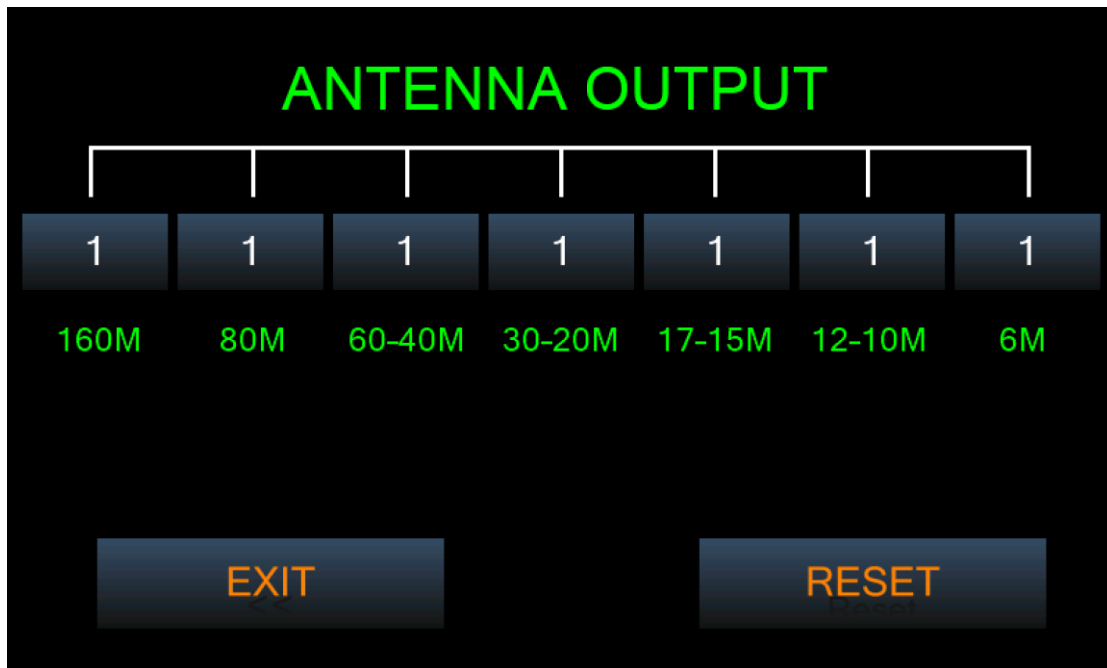 ANTENNA OUTPUT
1 1 1 1 1 1 1
160M 80M 60-40M 30-20M 17-15M 12-10M 6M
EXIT RESET
<< Reset